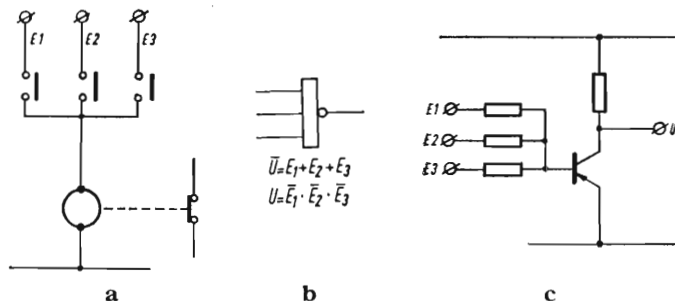 E1 E2 E3
Ū=E₁+E₂+E₃
U=Ē₁·Ē₂·Ē₃
E1
E2
E3
U
a b c